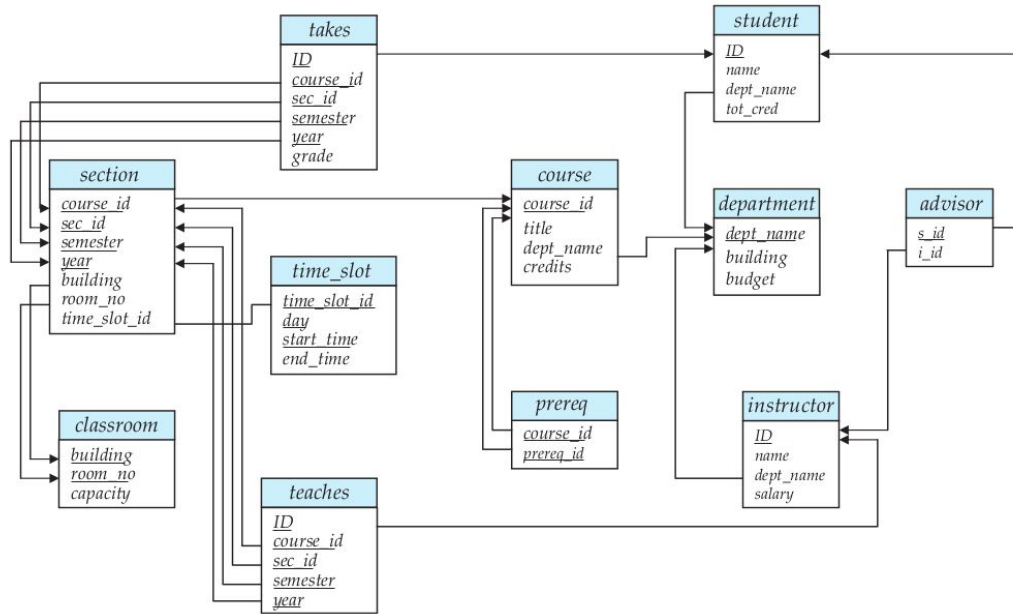 takes
ID
course_id
sec_id
semester
year
grade
student
ID
name
dept_name
tot_cred
section
course_id
sec_id
semester
year
building
room_no
time_slot_id
course
course_id
title
dept_name
credits
department
dept_name
building
budget
advisor
s_id
i_id
time_slot
time_slot_id
day
start_time
end_time
classroom
building
room_no
capacity
prereq
course_id
prereq_id
instructor
ID
name
dept_name
salary
teaches
ID
course_id
sec_id
semester
year